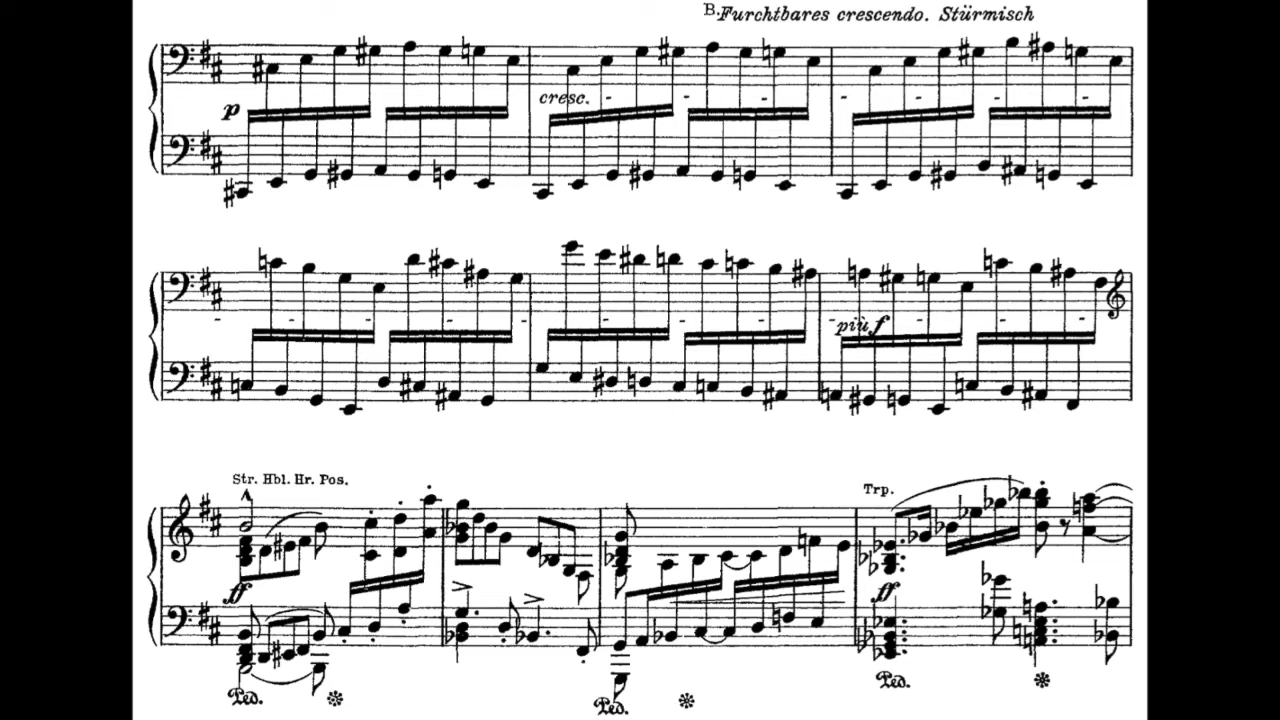 B. Furchtbares crescendo. Stürmisch
p
cresc.
più f
Str. Hbl. Hr. Pos.
ff
Ped.
Ped.
Trp.
ff
Ped.